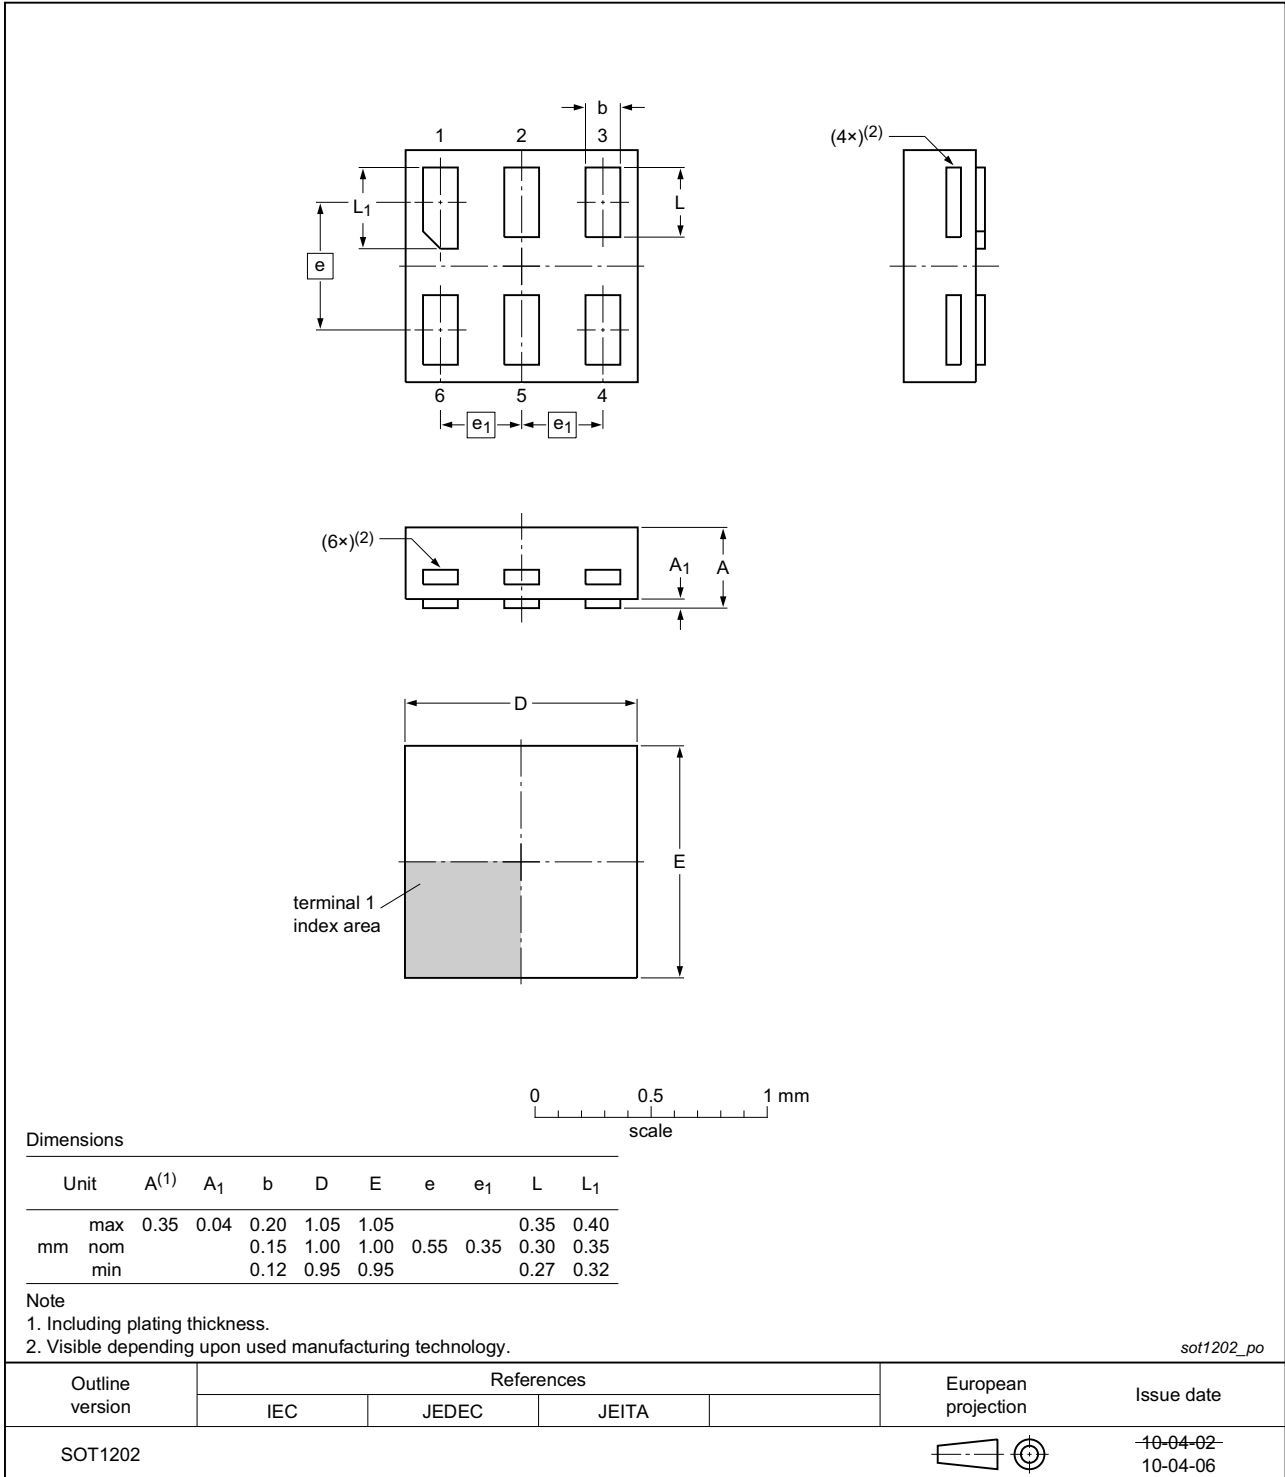 b
1 2 3
(4×)(2)
L1
L
e
6 5 4
e1 e1
(6×)(2)
A1 A
D
E
terminal 1
index area
0 0.5 1 mm
scale
Dimensions
Unit A(1) A1 b D E e e1 L L1
max 0.35 0.04 0.20 1.05 1.05 0.35 0.40
mm nom 0.15 1.00 1.00 0.55 0.35 0.30 0.35
min 0.12 0.95 0.95 0.27 0.32
Note
1. Including plating thickness.
2. Visible depending upon used manufacturing technology.
sot1202_po
Outline
version
References
IEC JEDEC JEITA
European
projection
Issue date
SOT1202
10-04-02
10-04-06